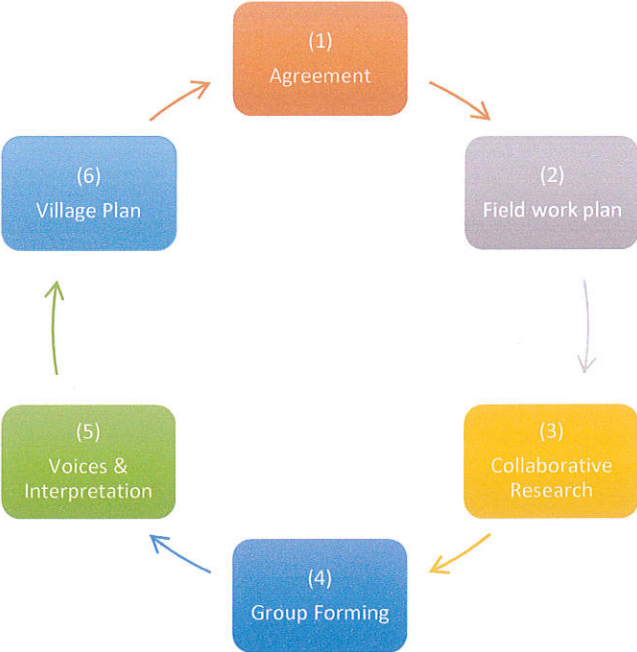 (1)
Agreement
(2)
Field work plan
(3)
Collaborative
Research
(4)
Group Forming
(5)
Voices &
Interpretation
(6)
Village Plan